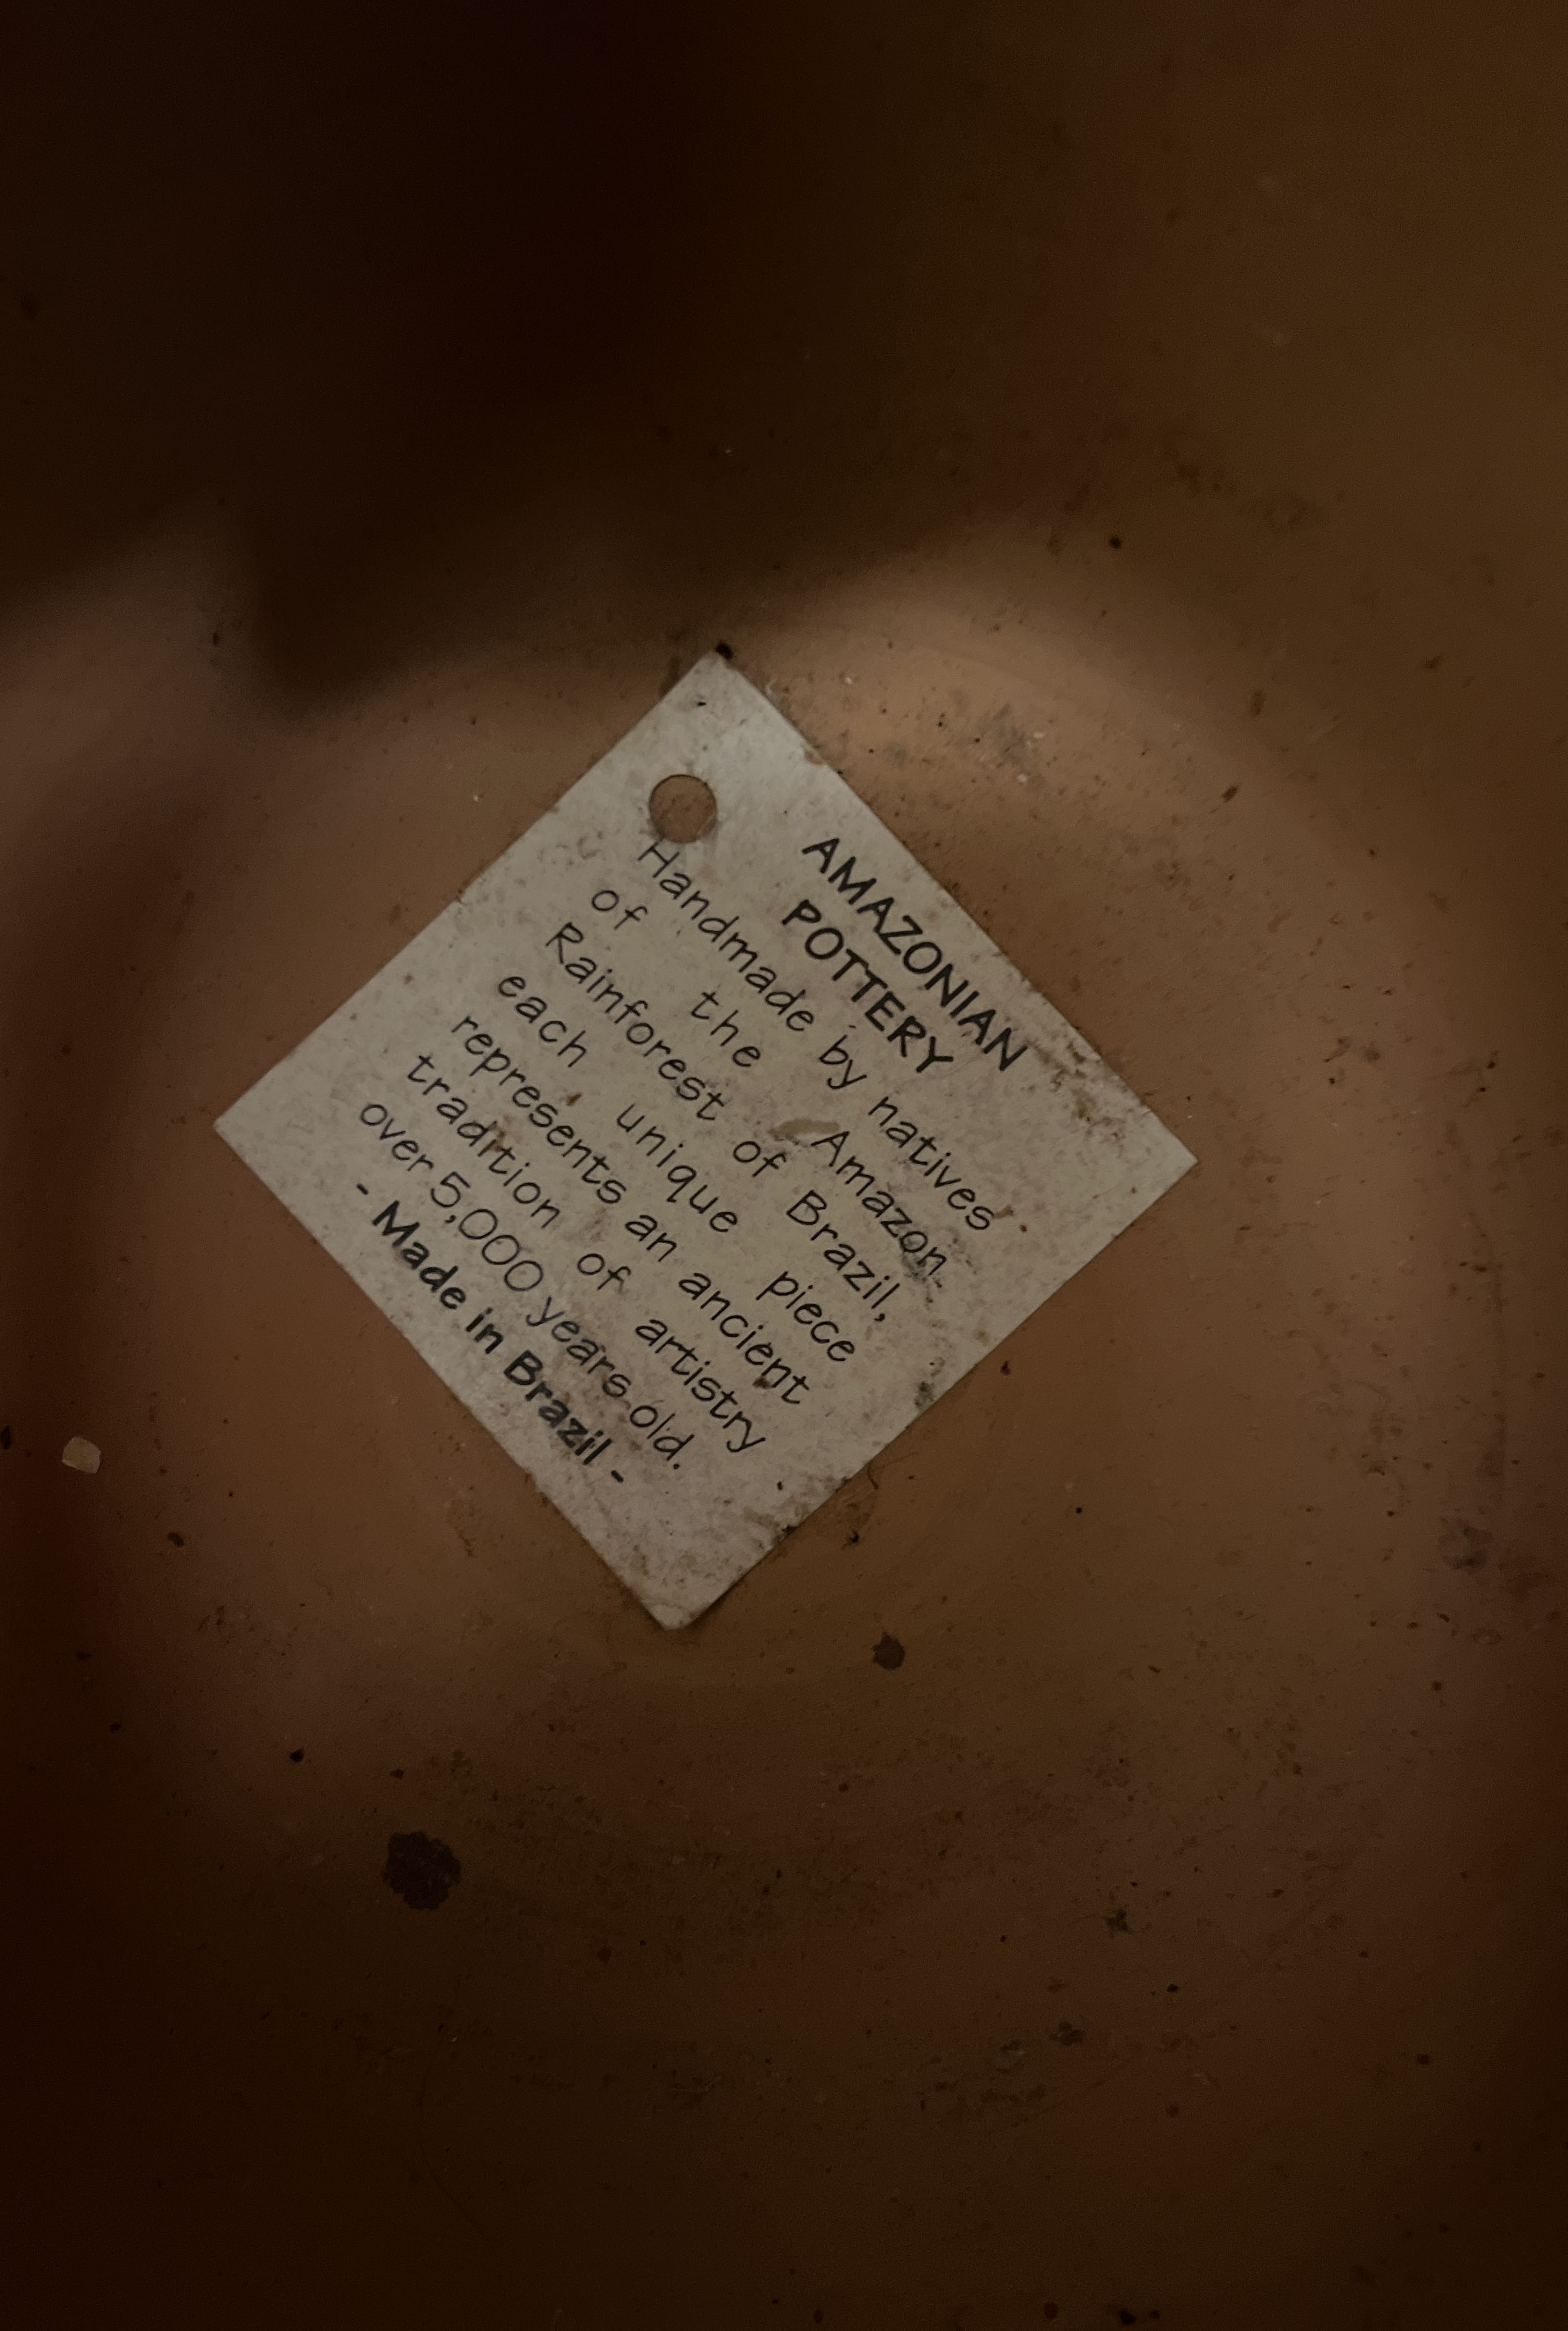 AMAZONIAN
POTTERY
Handmade by natives
of the Amazon
Rainforest of Brazil,
each unique piece
represents an ancient
tradition of artistry
over 5,000 years old.
- Made in Brazil -